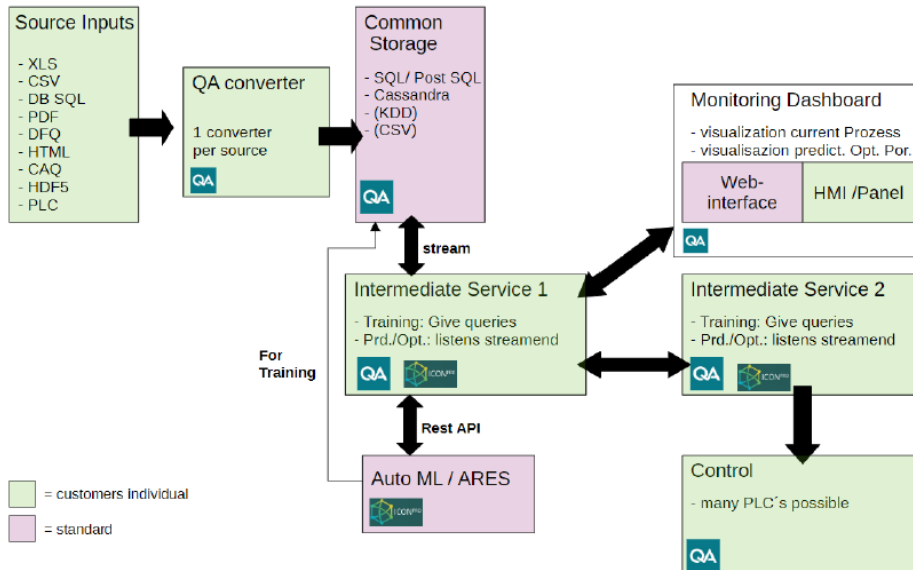 Source Inputs
- XLS
- CSV
- DB SQL
- PDF
- DFQ
- HTML
- CAQ
- HDF5
- PLC
QA converter
1 converter
per source
QA
Common
Storage
- SQL/ Post SQL
- Cassandra
- (KDD)
- (CSV)
QA
Monitoring Dashboard
- visualization current Prozess
- visualisazion predict. Opt. Por.
Web-
interface
HMI /Panel
QA
stream
Intermediate Service 1
- Training: Give queries
- Prd./Opt.: listens streamend
QA
ICONPRO
Intermediate Service 2
- Training: Give queries
- Prd./Opt.: listens streamend
QA
ICONPRO
For
Training
Rest API
Auto ML / ARES
ICONPRO
Control
- many PLC´s possible
QA
= customers individual
= standard